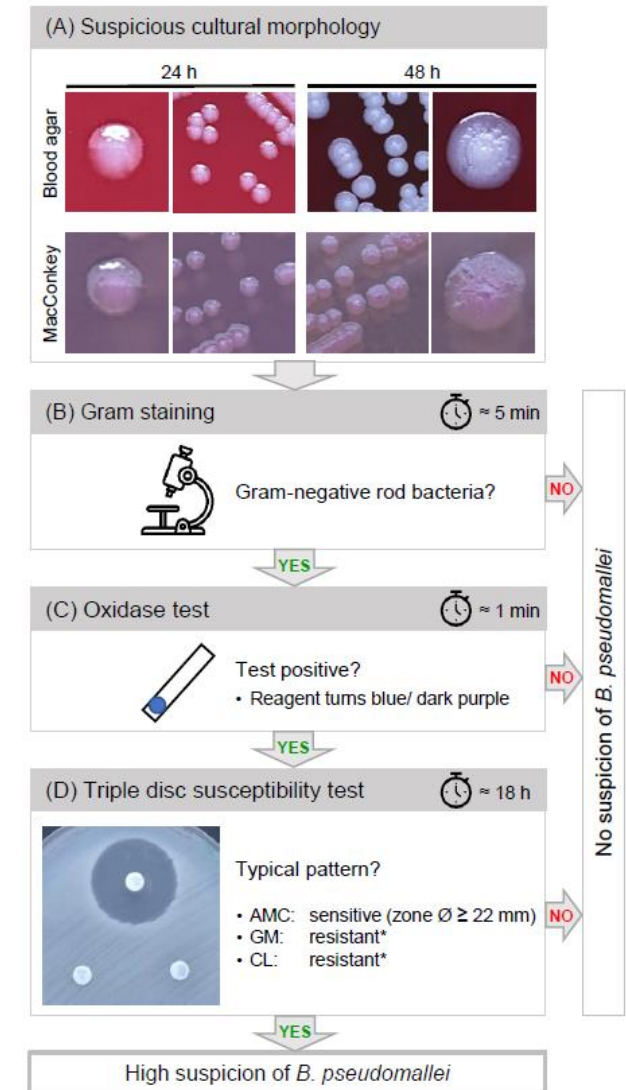 (A) Suspicious cultural morphology
24 h
48 h
Blood agar
MacConkey
(B) Gram staining
≈ 5 min
Gram-negative rod bacteria?
NO
YES
(C) Oxidase test
≈ 1 min
Test positive?
• Reagent turns blue/ dark purple
NO
YES
(D) Triple disc susceptibility test
≈ 18 h
Typical pattern?
• AMC: sensitive (zone Ø ≥ 22 mm)
• GM: resistant*
• CL: resistant*
NO
YES
No suspicion of B. pseudomallei
High suspicion of B. pseudomallei